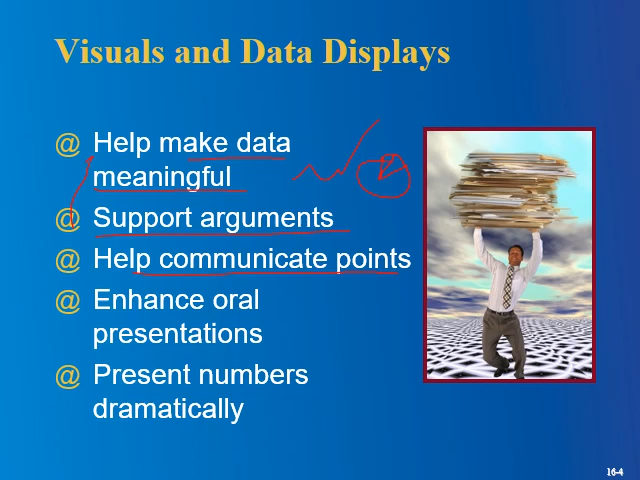 Visuals and Data Displays
@ Help make data
meaningful
@ Support arguments
@ Help communicate points
@ Enhance oral
presentations
@ Present numbers
dramatically
16-4